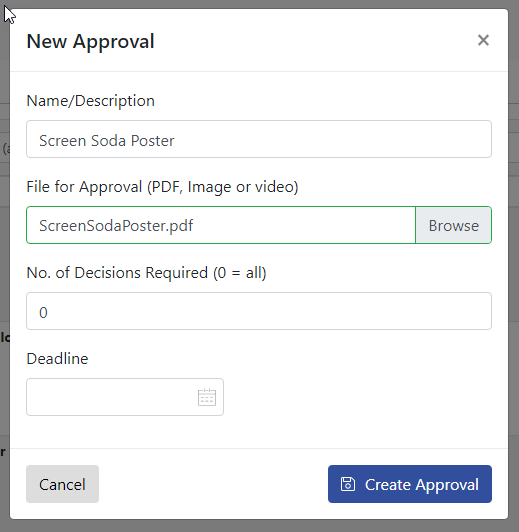 New Approval
×
Name/Description
Screen Soda Poster
File for Approval (PDF, Image or video)
ScreenSodaPoster.pdf
Browse
No. of Decisions Required (0 = all)
0
Deadline
Cancel
Create Approval